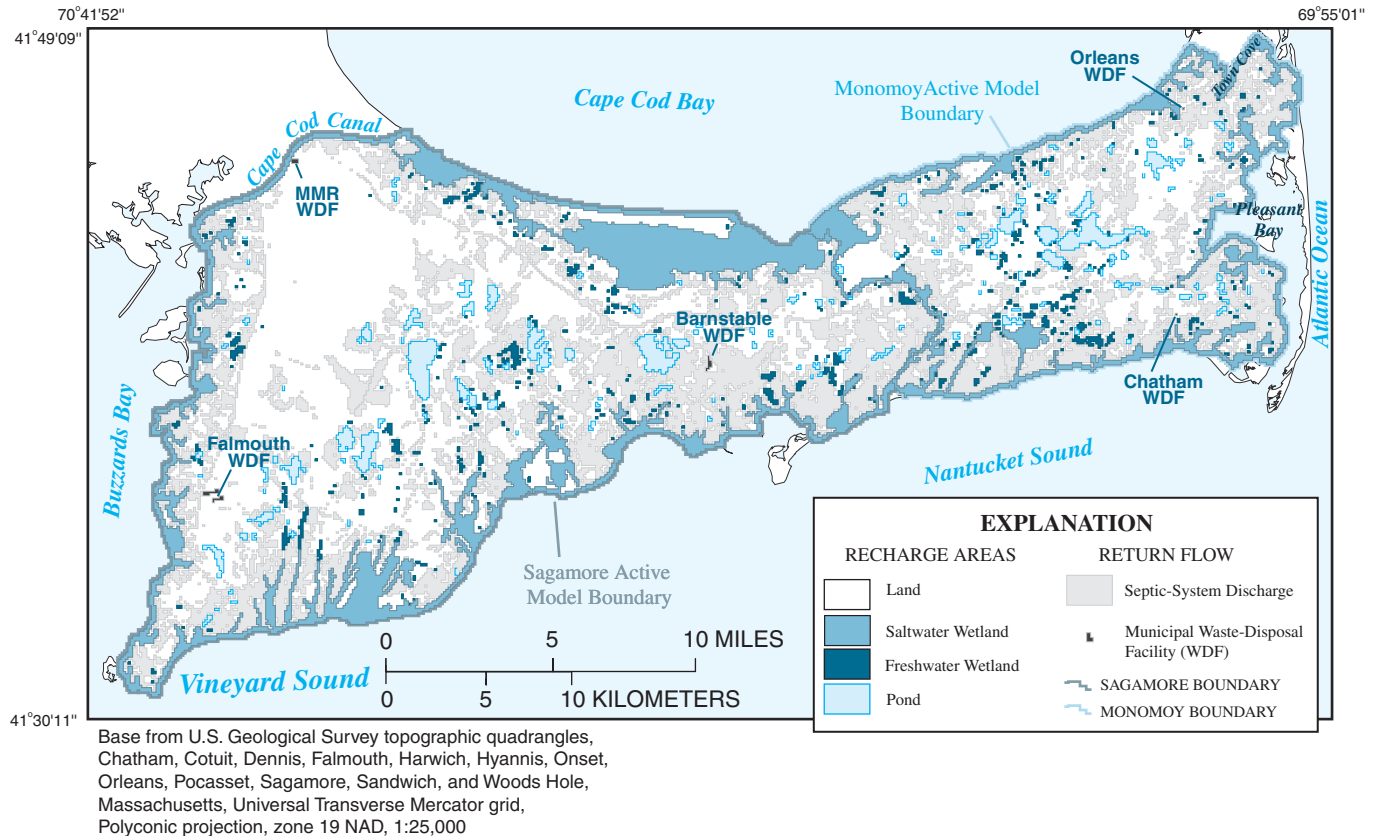 70°41'52"
69°55'01"
41°49'09"
Orleans
WDF
Town Cove
Cape Cod Bay
Monomoy Active Model
Boundary
Cape Cod Canal
MMR
WDF
Pleasant
Bay
Atlantic Ocean
Barnstable
WDF
Chatham
WDF
Buzzards Bay
Falmouth
WDF
Nantucket Sound
Sagamore Active
Model Boundary
Vineyard Sound
0 5 10 MILES
0 5 10 KILOMETERS
EXPLANATION
RECHARGE AREAS
Land
Saltwater Wetland
Freshwater Wetland
Pond
RETURN FLOW
Septic-System Discharge
Municipal Waste-Disposal
Facility (WDF)
SAGAMORE BOUNDARY
MONOMOY BOUNDARY
41°30'11"
Base from U.S. Geological Survey topographic quadrangles,
Chatham, Cotuit, Dennis, Falmouth, Harwich, Hyannis, Onset,
Orleans, Pocasset, Sagamore, Sandwich, and Woods Hole,
Massachusetts, Universal Transverse Mercator grid,
Polyconic projection, zone 19 NAD, 1:25,000